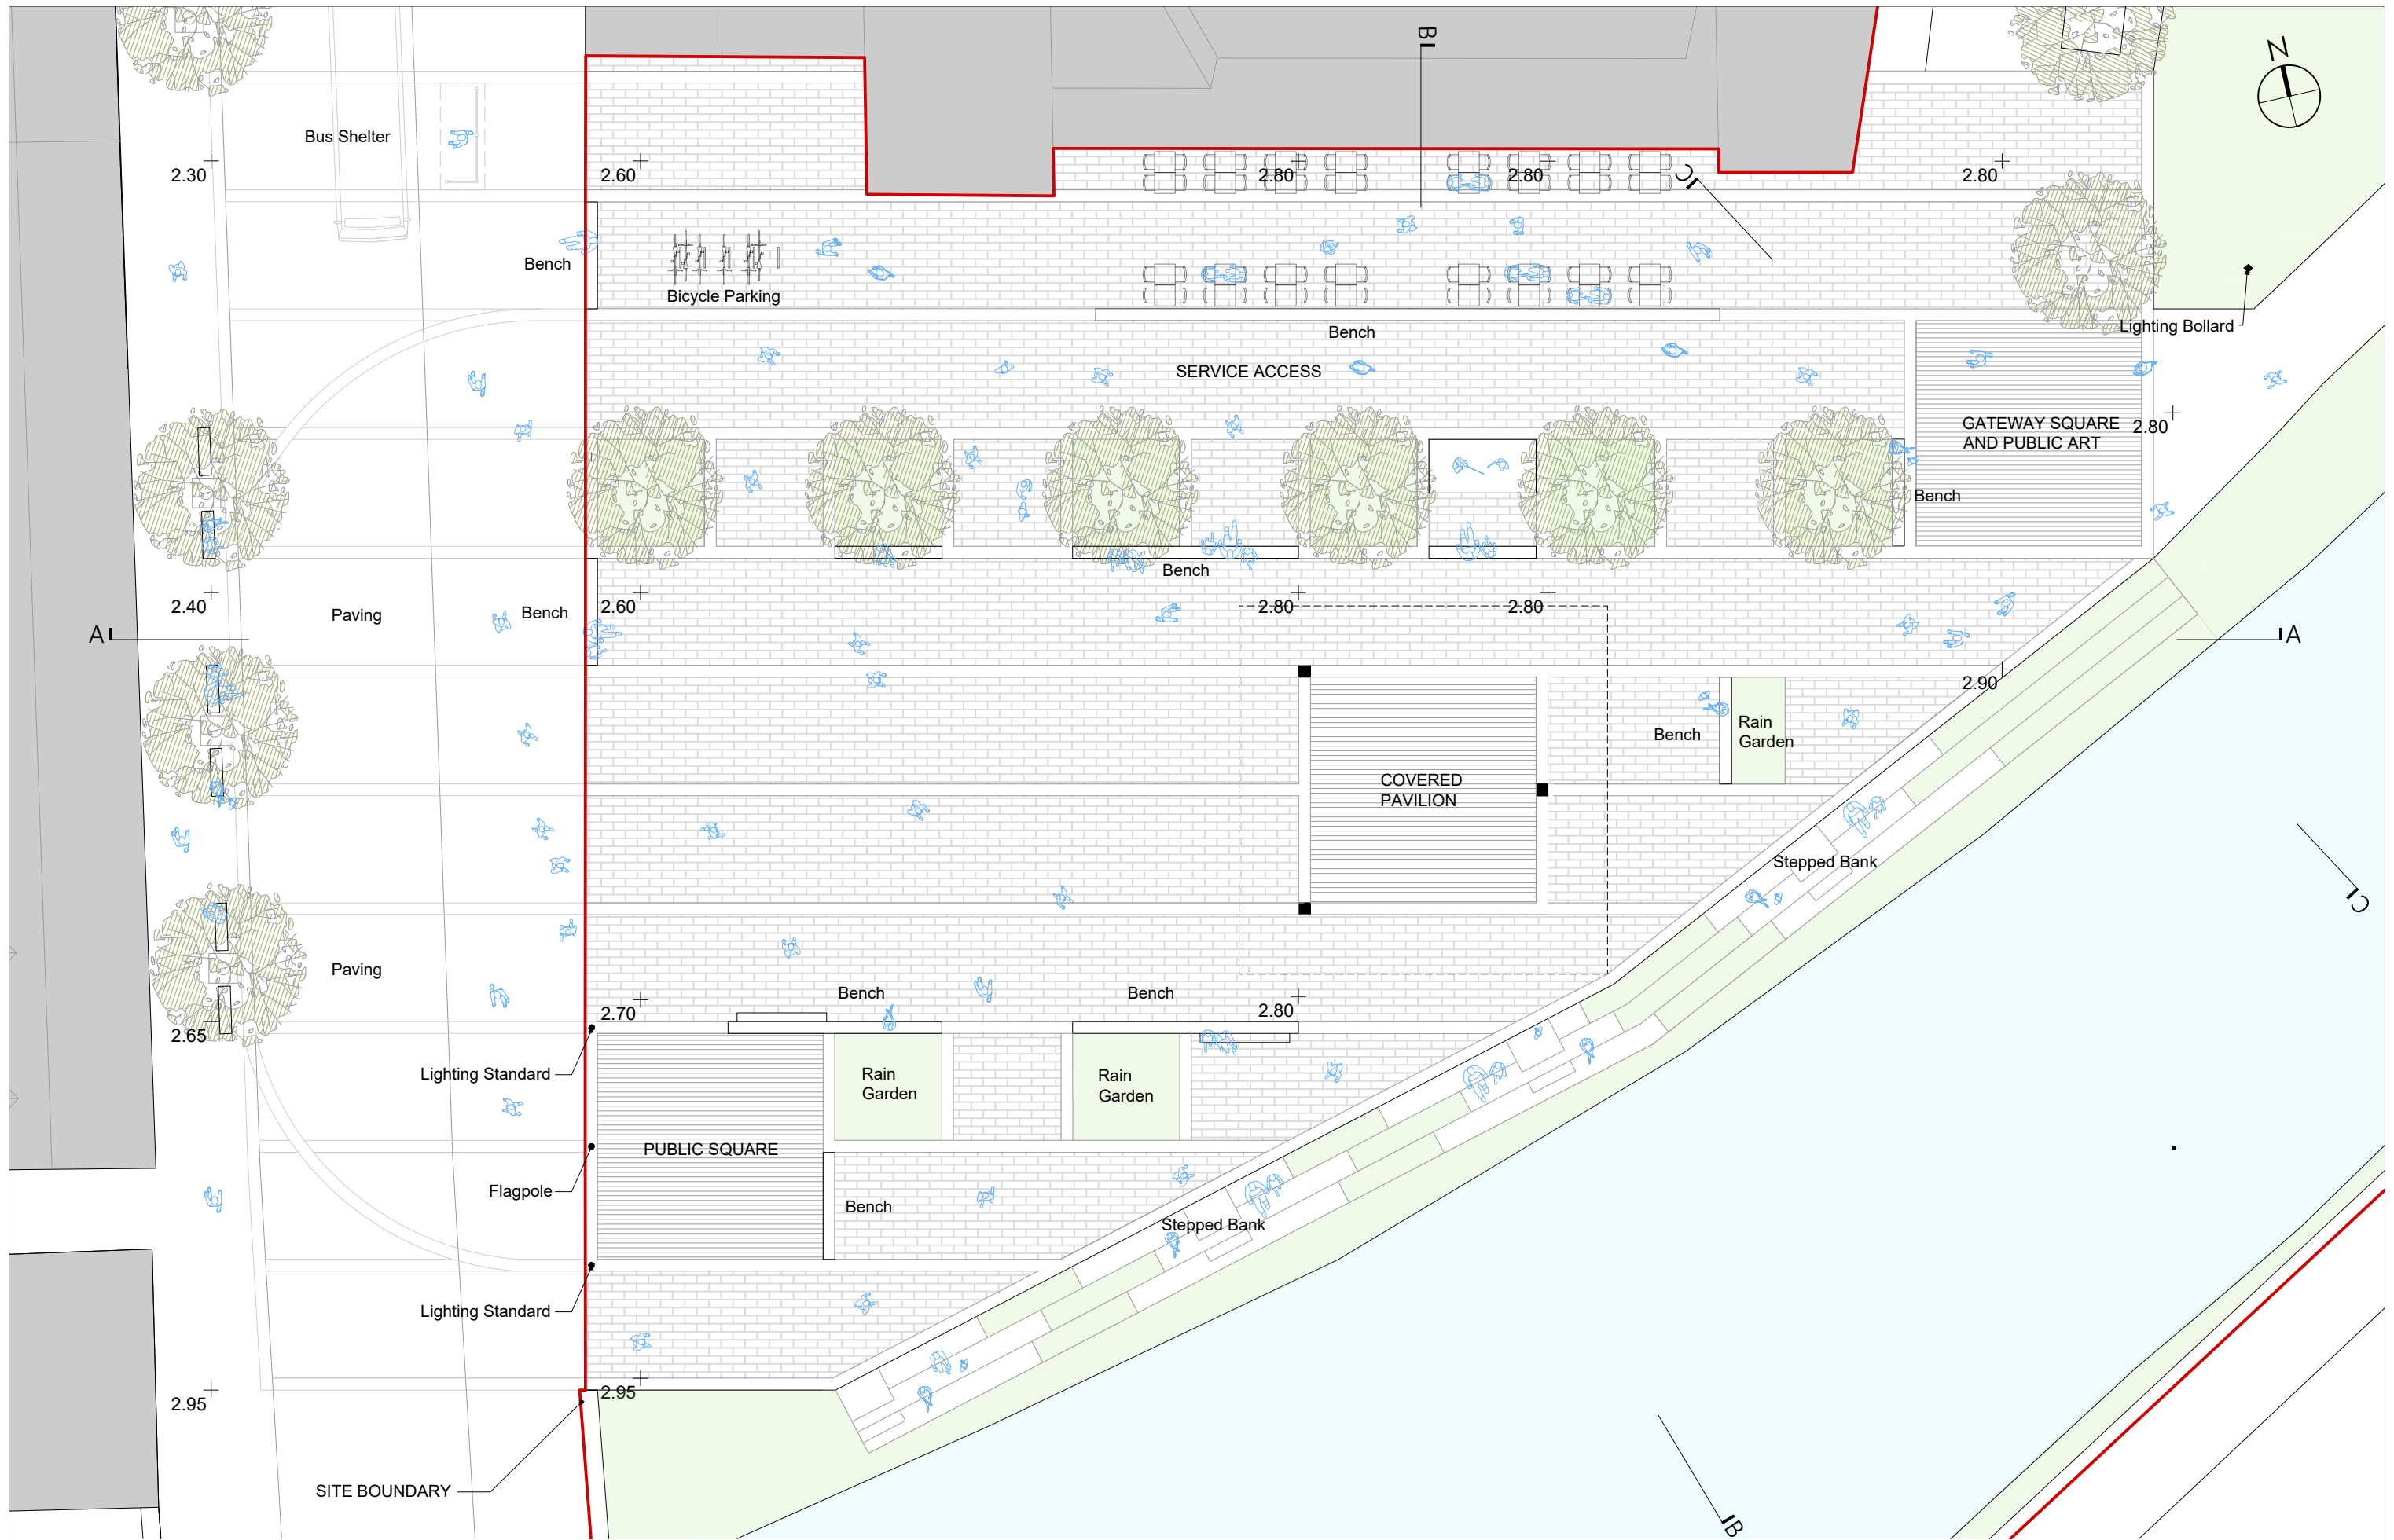 B
N
Bus Shelter
2.30
2.60
2.80
2.80
C
2.80
Bench
Bicycle Parking
Lighting Bollard
Bench
SERVICE ACCESS
GATEWAY SQUARE
AND PUBLIC ART
2.80
Bench
Bench
2.40
Paving
Bench
2.60
2.80
2.80
A
A
2.90
Bench
Rain
Garden
COVERED
PAVILION
Stepped Bank
C
Paving
Bench
Bench
2.70
2.80
2.65
Lighting Standard
Rain
Garden
Rain
Garden
PUBLIC SQUARE
Flagpole
Bench
Stepped Bank
Lighting Standard
2.95
2.95
SITE BOUNDARY
B